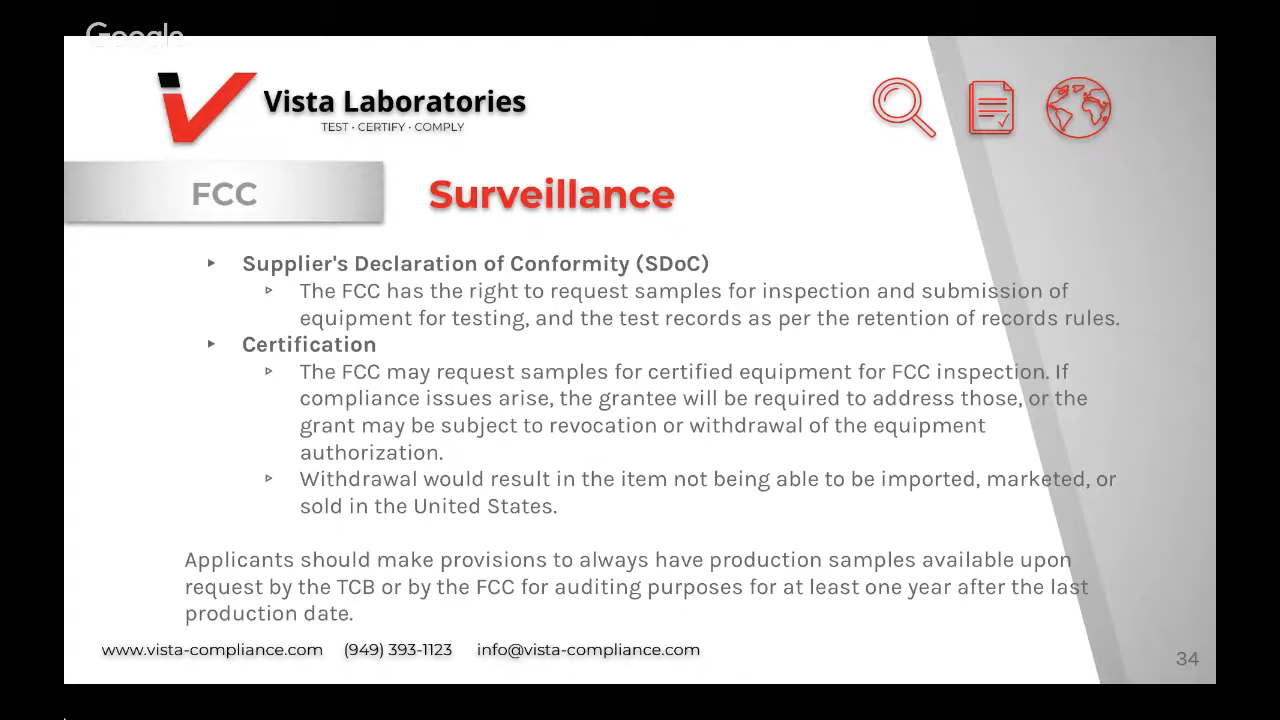 Google
Vista Laboratories
TEST · CERTIFY · COMPLY
FCC
Surveillance
▸ Supplier's Declaration of Conformity (SDoC)
▹ The FCC has the right to request samples for inspection and submission of
equipment for testing, and the test records as per the retention of records rules.
▸ Certification
▹ The FCC may request samples for certified equipment for FCC inspection. If
compliance issues arise, the grantee will be required to address those, or the
grant may be subject to revocation or withdrawal of the equipment
authorization.
▹ Withdrawal would result in the item not being able to be imported, marketed, or
sold in the United States.
Applicants should make provisions to always have production samples available upon
request by the TCB or by the FCC for auditing purposes for at least one year after the last
production date.
www.vista-compliance.com (949) 393-1123 info@vista-compliance.com
34